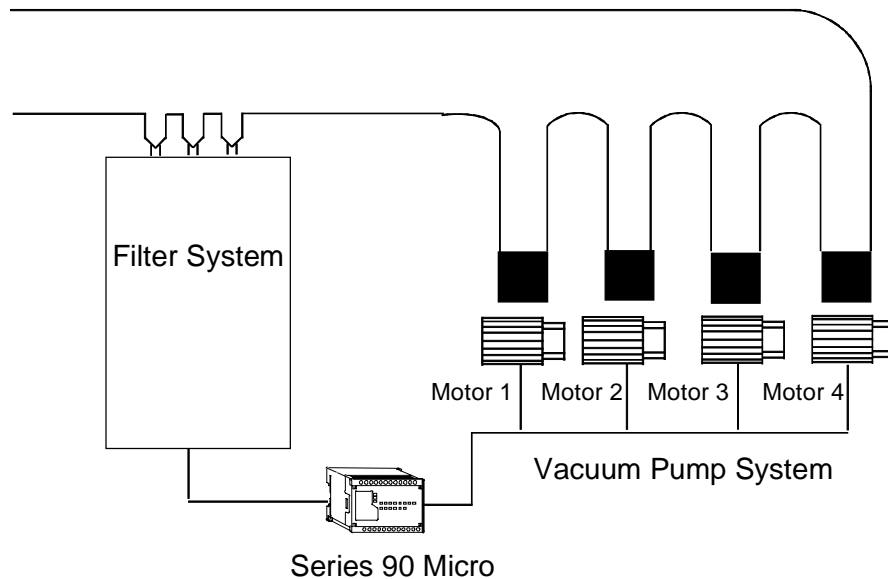 Filter System
Motor 1 Motor 2 Motor 3 Motor 4
Vacuum Pump System
Series 90 Micro